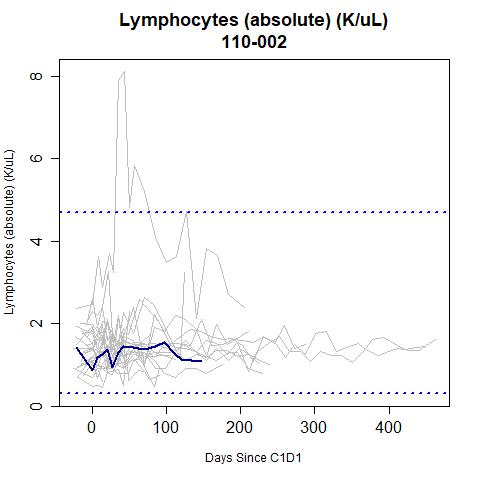 Lymphocytes (absolute) (K/uL)
110-002
Lymphocytes (absolute) (K/uL)
8
6
4
2
0
0 100 200 300 400
Days Since C1D1